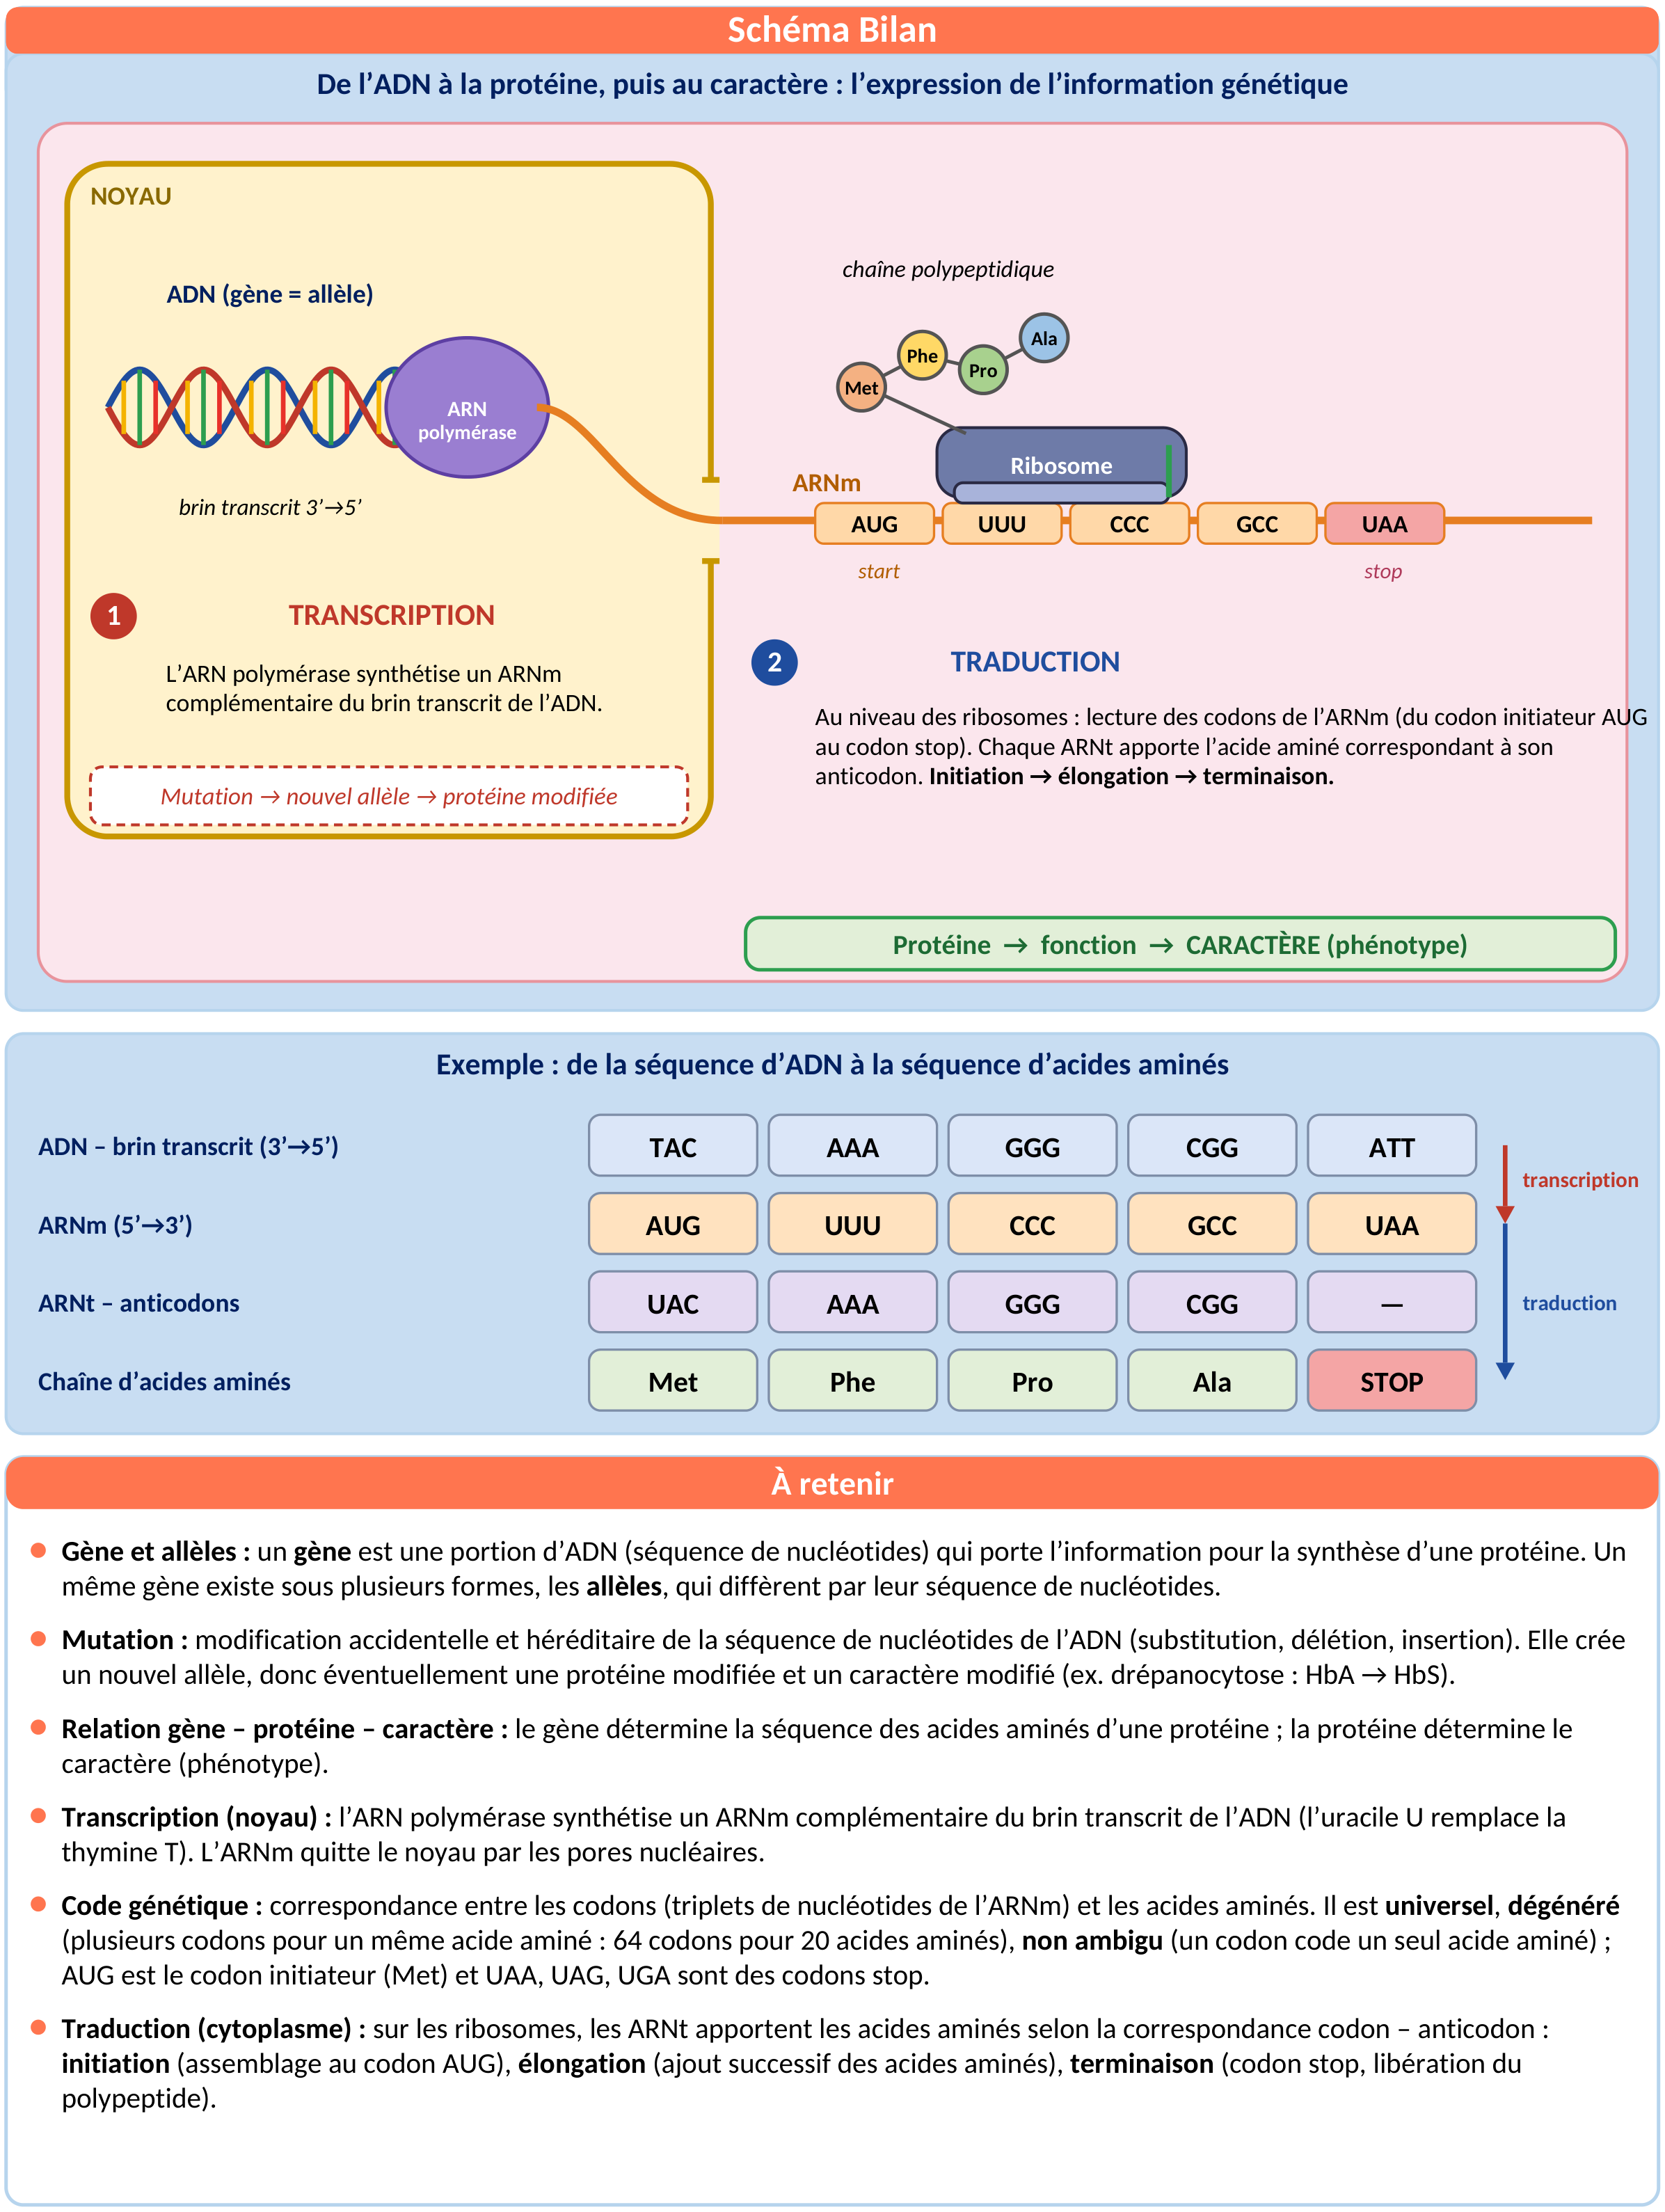 Schéma Bilan
De l’ADN à la protéine, puis au caractère : l’expression de l’information génétique
NOYAU
ADN (gène = allèle)
ARN
polymérase
brin transcrit 3’→5’
1
TRANSCRIPTION
L’ARN polymérase synthétise un ARNm
complémentaire du brin transcrit de l’ADN.
Mutation → nouvel allèle → protéine modifiée
chaîne polypeptidique
Met
Phe
Pro
Ala
Ribosome
ARNm
AUG UUU CCC GCC UAA
start
stop
2
TRADUCTION
Au niveau des ribosomes : lecture des codons de l’ARNm (du codon initiateur AUG
au codon stop). Chaque ARNt apporte l’acide aminé correspondant à son
anticodon. Initiation → élongation → terminaison.
Protéine → fonction → CARACTÈRE (phénotype)
Exemple : de la séquence d’ADN à la séquence d’acides aminés
ADN – brin transcrit (3’→5’) TAC AAA GGG CGG ATT
transcription
ARNm (5’→3’) AUG UUU CCC GCC UAA
ARNt – anticodons UAC AAA GGG CGG —
traduction
Chaîne d’acides aminés Met Phe Pro Ala STOP
À retenir
Gène et allèles : un gène est une portion d’ADN (séquence de nucléotides) qui porte l’information pour la synthèse d’une protéine. Un
même gène existe sous plusieurs formes, les allèles, qui diffèrent par leur séquence de nucléotides.
Mutation : modification accidentelle et héréditaire de la séquence de nucléotides de l’ADN (substitution, délétion, insertion). Elle crée
un nouvel allèle, donc éventuellement une protéine modifiée et un caractère modifié (ex. drépanocytose : HbA → HbS).
Relation gène – protéine – caractère : le gène détermine la séquence des acides aminés d’une protéine ; la protéine détermine le
caractère (phénotype).
Transcription (noyau) : l’ARN polymérase synthétise un ARNm complémentaire du brin transcrit de l’ADN (l’uracile U remplace la
thymine T). L’ARNm quitte le noyau par les pores nucléaires.
Code génétique : correspondance entre les codons (triplets de nucléotides de l’ARNm) et les acides aminés. Il est universel, dégénéré
(plusieurs codons pour un même acide aminé : 64 codons pour 20 acides aminés), non ambigu (un codon code un seul acide aminé) ;
AUG est le codon initiateur (Met) et UAA, UAG, UGA sont des codons stop.
Traduction (cytoplasme) : sur les ribosomes, les ARNt apportent les acides aminés selon la correspondance codon – anticodon :
initiation (assemblage au codon AUG), élongation (ajout successif des acides aminés), terminaison (codon stop, libération du
polypeptide).